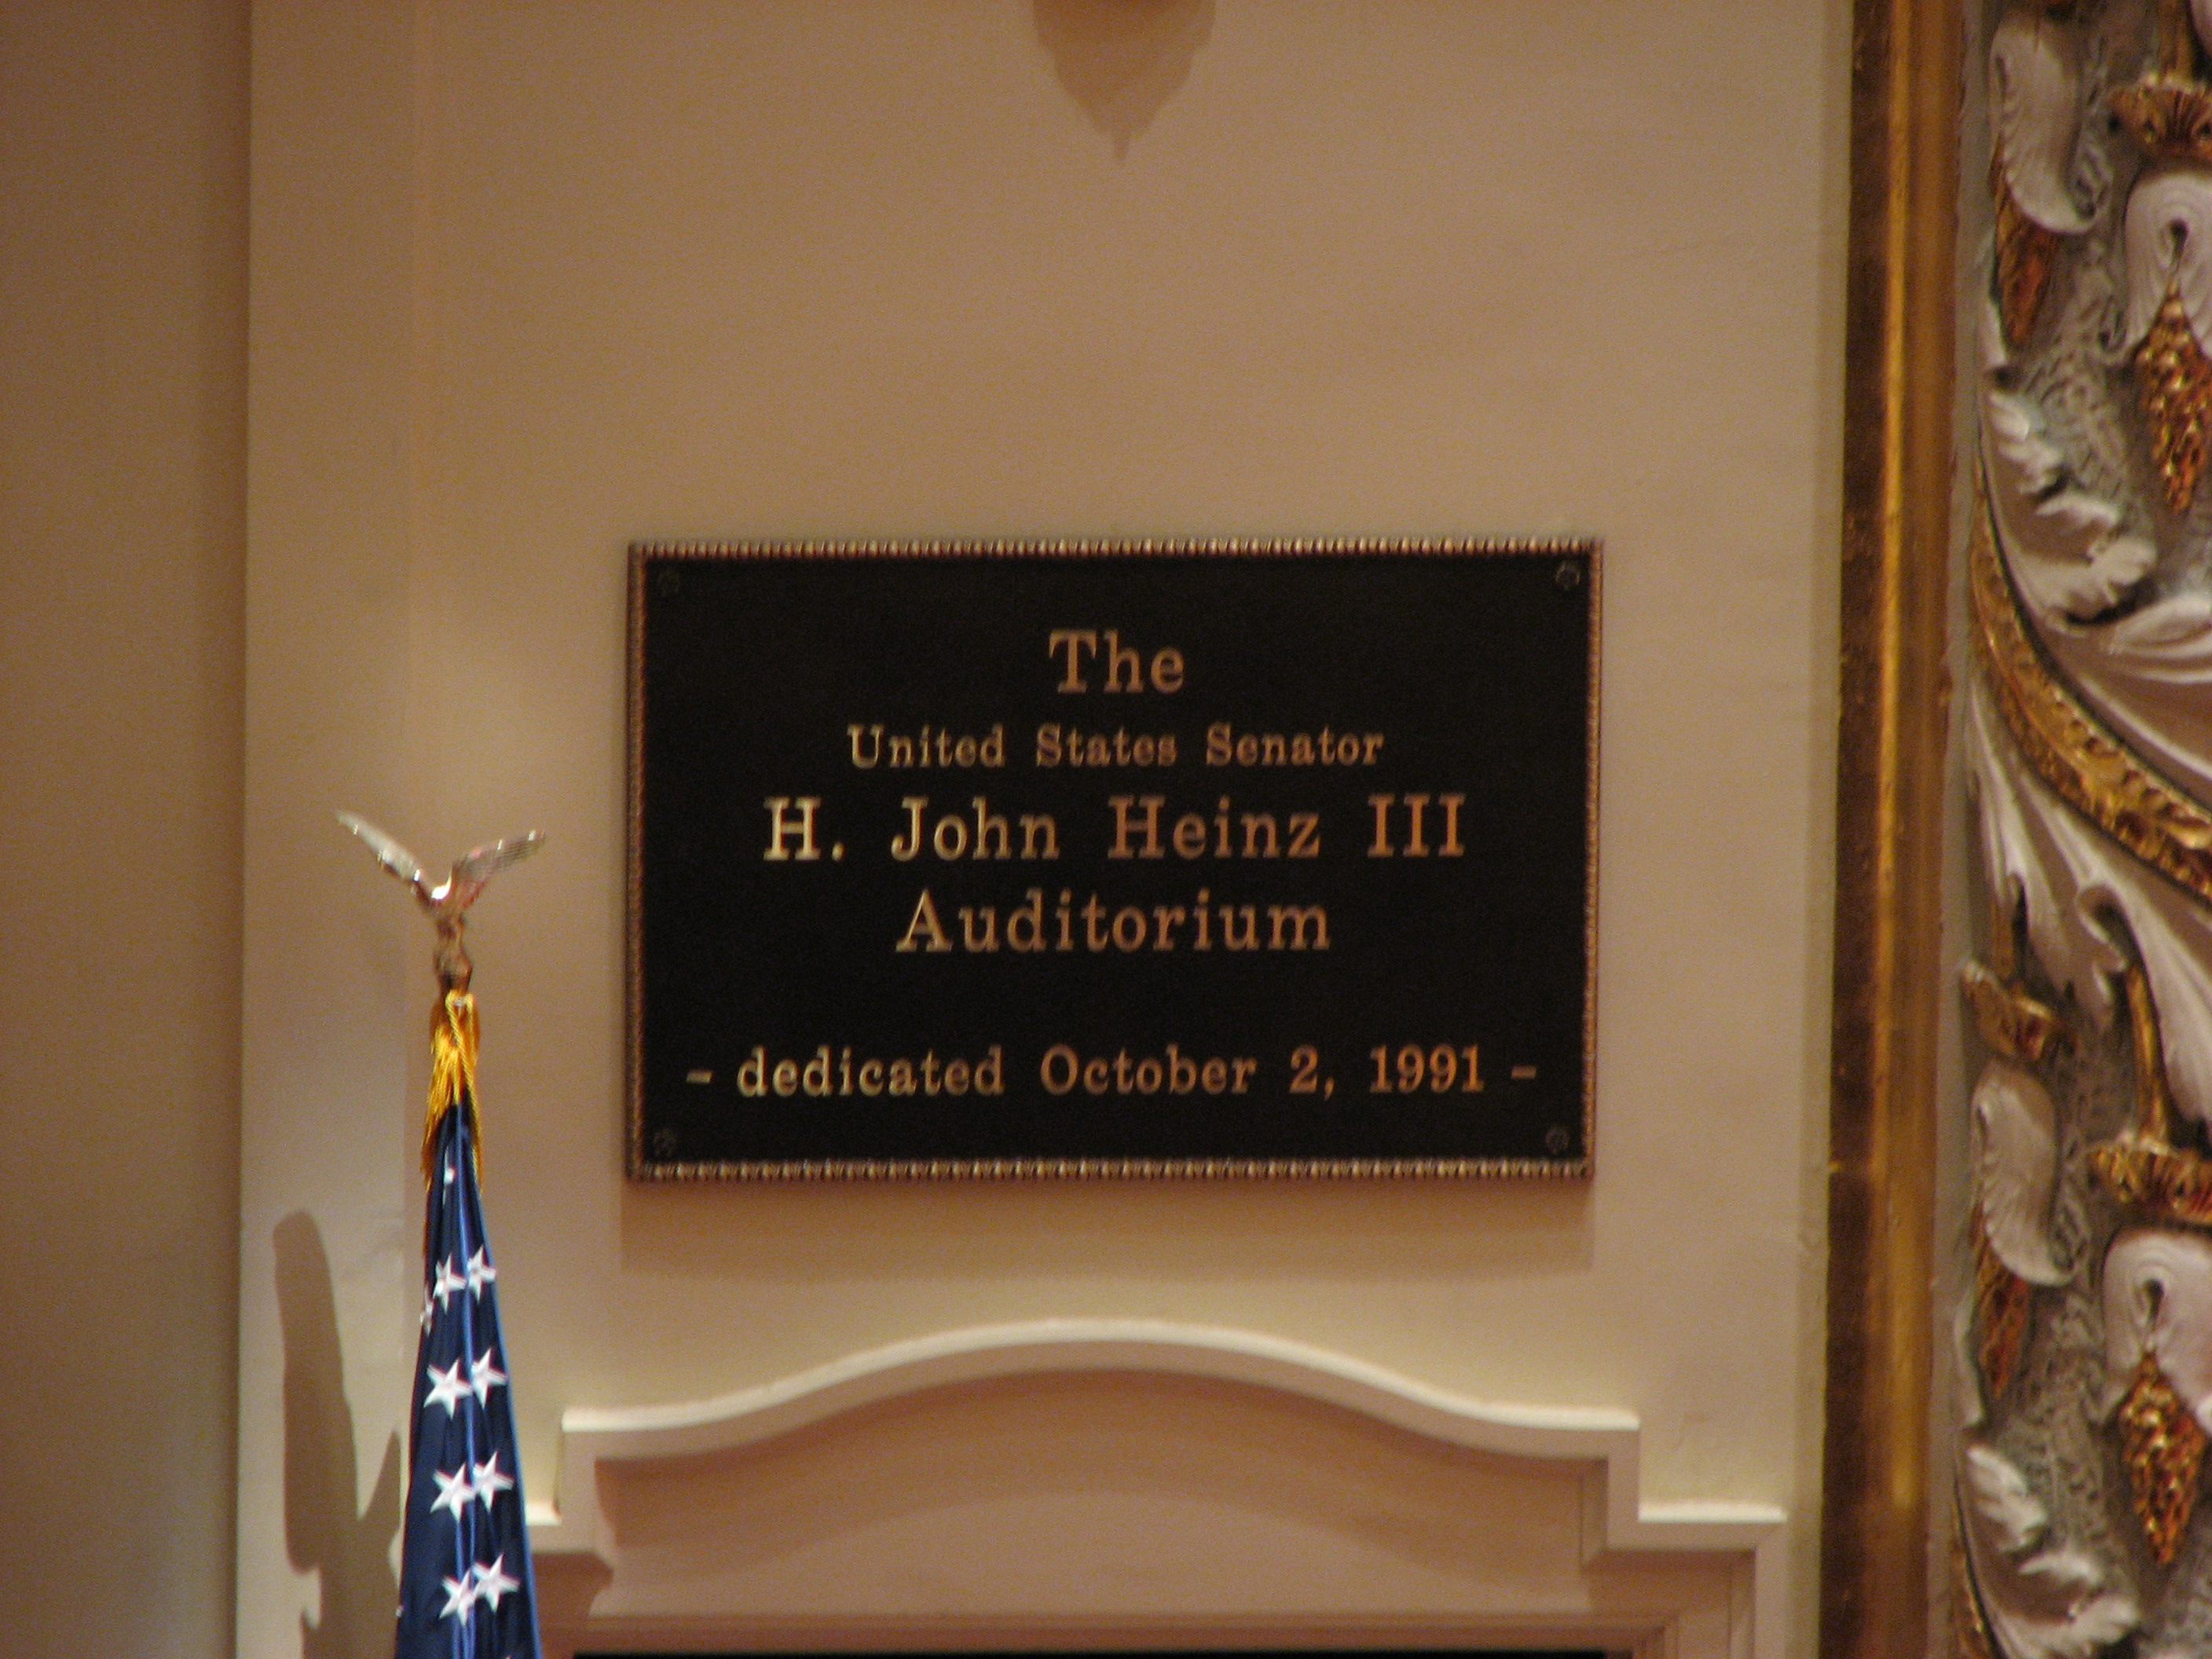 The
United States Senator
H. John Heinz III
Auditorium
- dedicated October 2, 1991 -